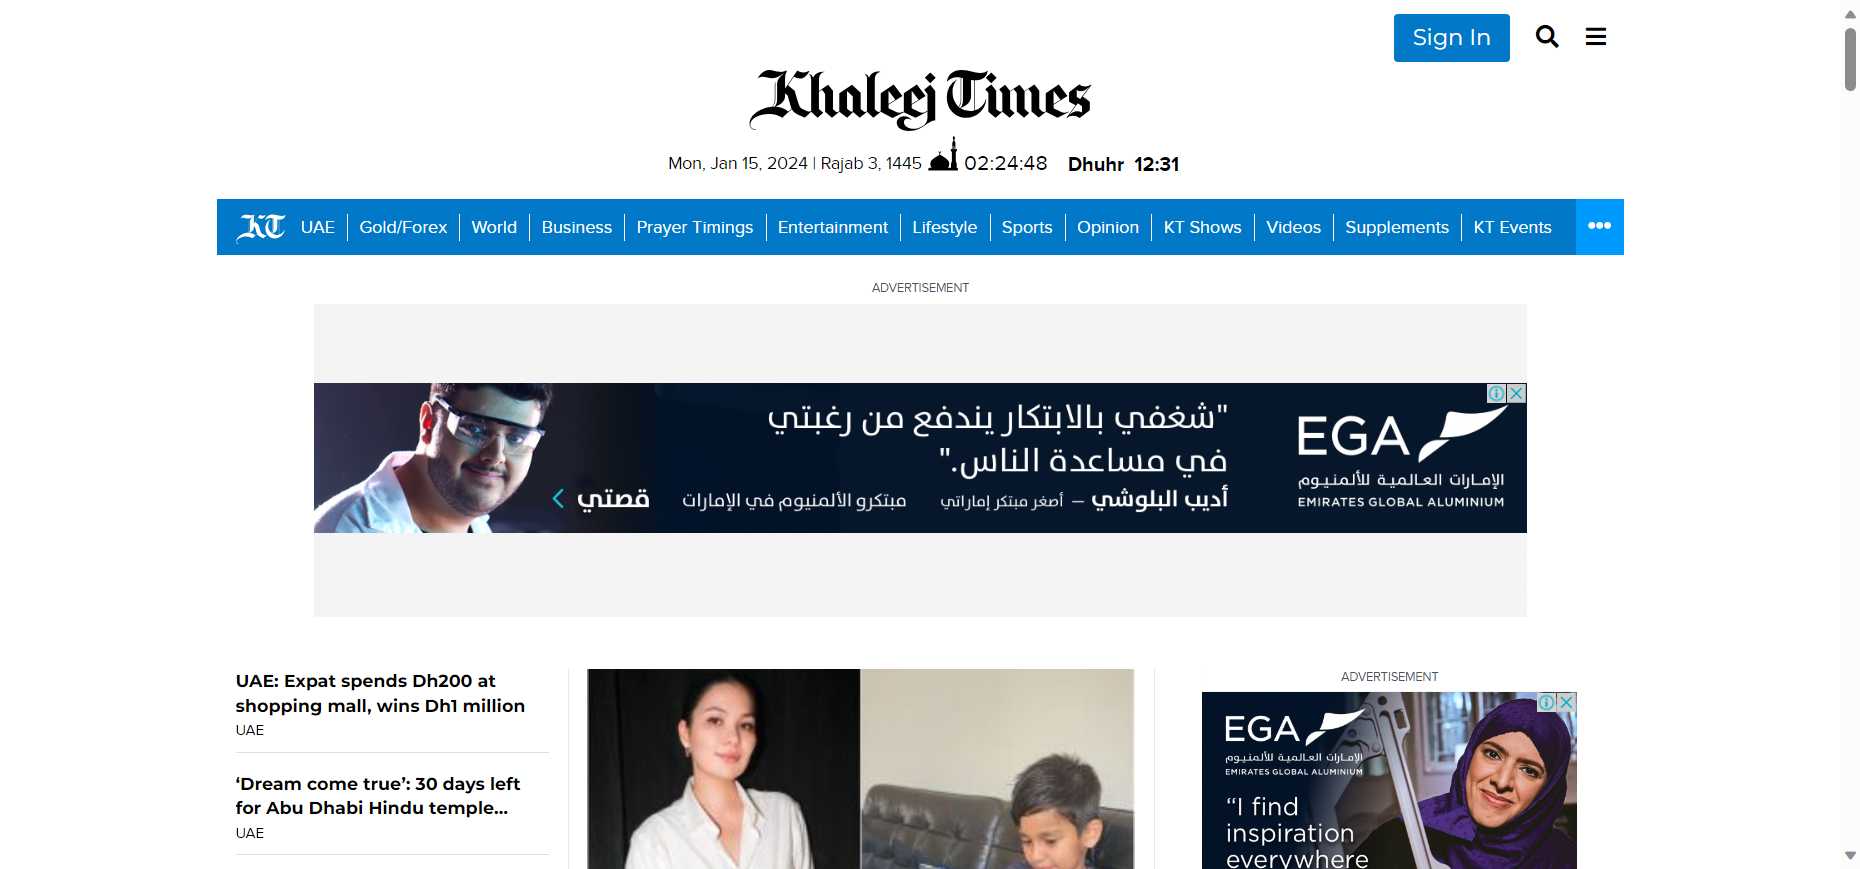 Sign In
Khaleej Times
Mon, Jan 15, 2024 | Rajab 3, 1445 02:24:48 Dhuhr 12:31
KT UAE Gold/Forex World Business Prayer Timings Entertainment Lifestyle Sports Opinion KT Shows Videos Supplements KT Events •••
ADVERTISEMENT
"شغفي بالابتكار يندفع من رغبتي
في مساعدة الناس."
أديب البلوشي – أصغر مبتكر إماراتي
مبتكرو الألمنيوم في الإمارات
قصتي
EGA
الإمارات العالمية للألمنيوم
EMIRATES GLOBAL ALUMINIUM
UAE: Expat spends Dh200 at
shopping mall, wins Dh1 million
UAE
‘Dream come true’: 30 days left
for Abu Dhabi Hindu temple...
UAE
ADVERTISEMENT
EGA
الإمارات العالمية للألمنيوم
EMIRATES GLOBAL ALUMINIUM
“I find
inspiration
everywhere